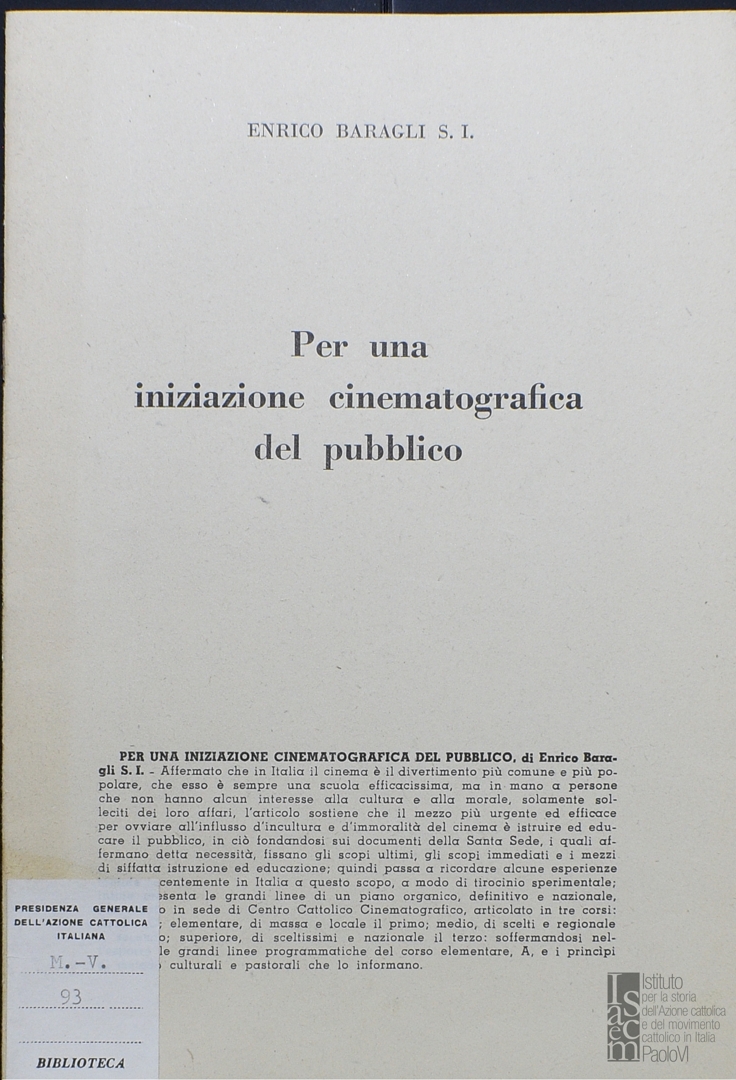 ENRICO BARAGLI S. I.
Per una
iniziazione cinematografica
del pubblico
PER UNA INIZIAZIONE CINEMATOGRAFICA DEL PUBBLICO, di Enrico Bara-
gli S. I. - Affermato che in Italia il cinema è il divertimento più comune e più po-
polare, che esso è sempre una scuola efficacissima, ma in mano a persone
che non hanno alcun interesse alla cultura e alla morale, solamente sol-
leciti dei loro affari, l'articolo sostiene che il mezzo più urgente ed efficace
per ovviare all'influsso d'incultura e d'immoralità del cinema è istruire ed edu-
care il pubblico, in ciò fondandosi sui documenti della Santa Sede, i quali af-
fermano detta necessità, fissano gli scopi ultimi, gli scopi immediati e i mezzi
di siffatta istruzione ed educazione; quindi passa a ricordare alcune esperienze
centemente in Italia a questo scopo, a modo di tirocinio sperimentale;
esenta le grandi linee di un piano organico, definitivo e nazionale,
o in sede di Centro Cattolico Cinematografico, articolato in tre corsi:
; elementare, di massa e locale il primo; medio, di scelti e regionale
o; superiore, di sceltissimi e nazionale il terzo: soffermandosi nel-
le grandi linee programmatiche del corso elementare, A, e i principi
culturali e pastorali che lo informano.
PRESIDENZA GENERALE
DELL'AZIONE CATTOLICA
ITALIANA
M.-V.
93
BIBLIOTECA
Isacem
Istituto
per la storia
dell'Azione cattolica
e del movimento
cattolico in Italia
PaoloVI